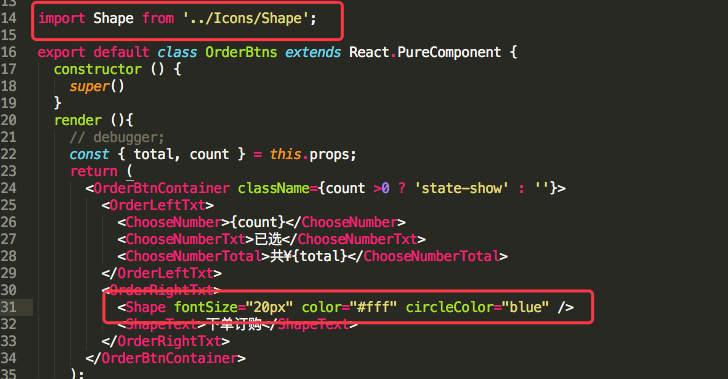 13
14 import Shape from '../Icons/Shape';
15
16 export default class OrderBtns extends React.PureComponent {
17 constructor () {
18 super()
19 }
20 render (){
21 // debugger;
22 const { total, count } = this.props;
23 return (
24 <OrderBtnContainer className={count >0 ? 'state-show' : ''}>
25 <OrderLeftTxt>
26 <ChooseNumber>{count}</ChooseNumber>
27 <ChooseNumberTxt>已选</ChooseNumberTxt>
28 <ChooseNumberTotal>共¥{total}</ChooseNumberTotal>
29 </OrderLeftTxt>
30 <OrderRightTxt>
31 <Shape fontSize="20px" color="#fff" circleColor="blue" />
32 <ShapeText>下单订购</ShapeText>
33 </OrderRightTxt>
34 </OrderBtnContainer>
35 );